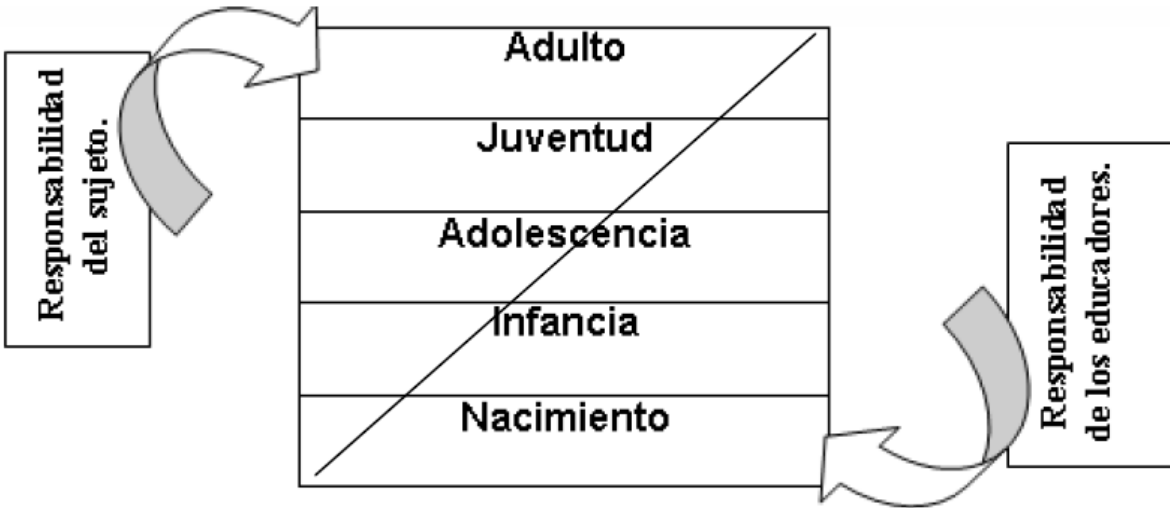 Responsabilidad
del sujeto.
Adulto
Juventud
Adolescencia
Infancia
Nacimiento
Responsabilidad
de los educadores.